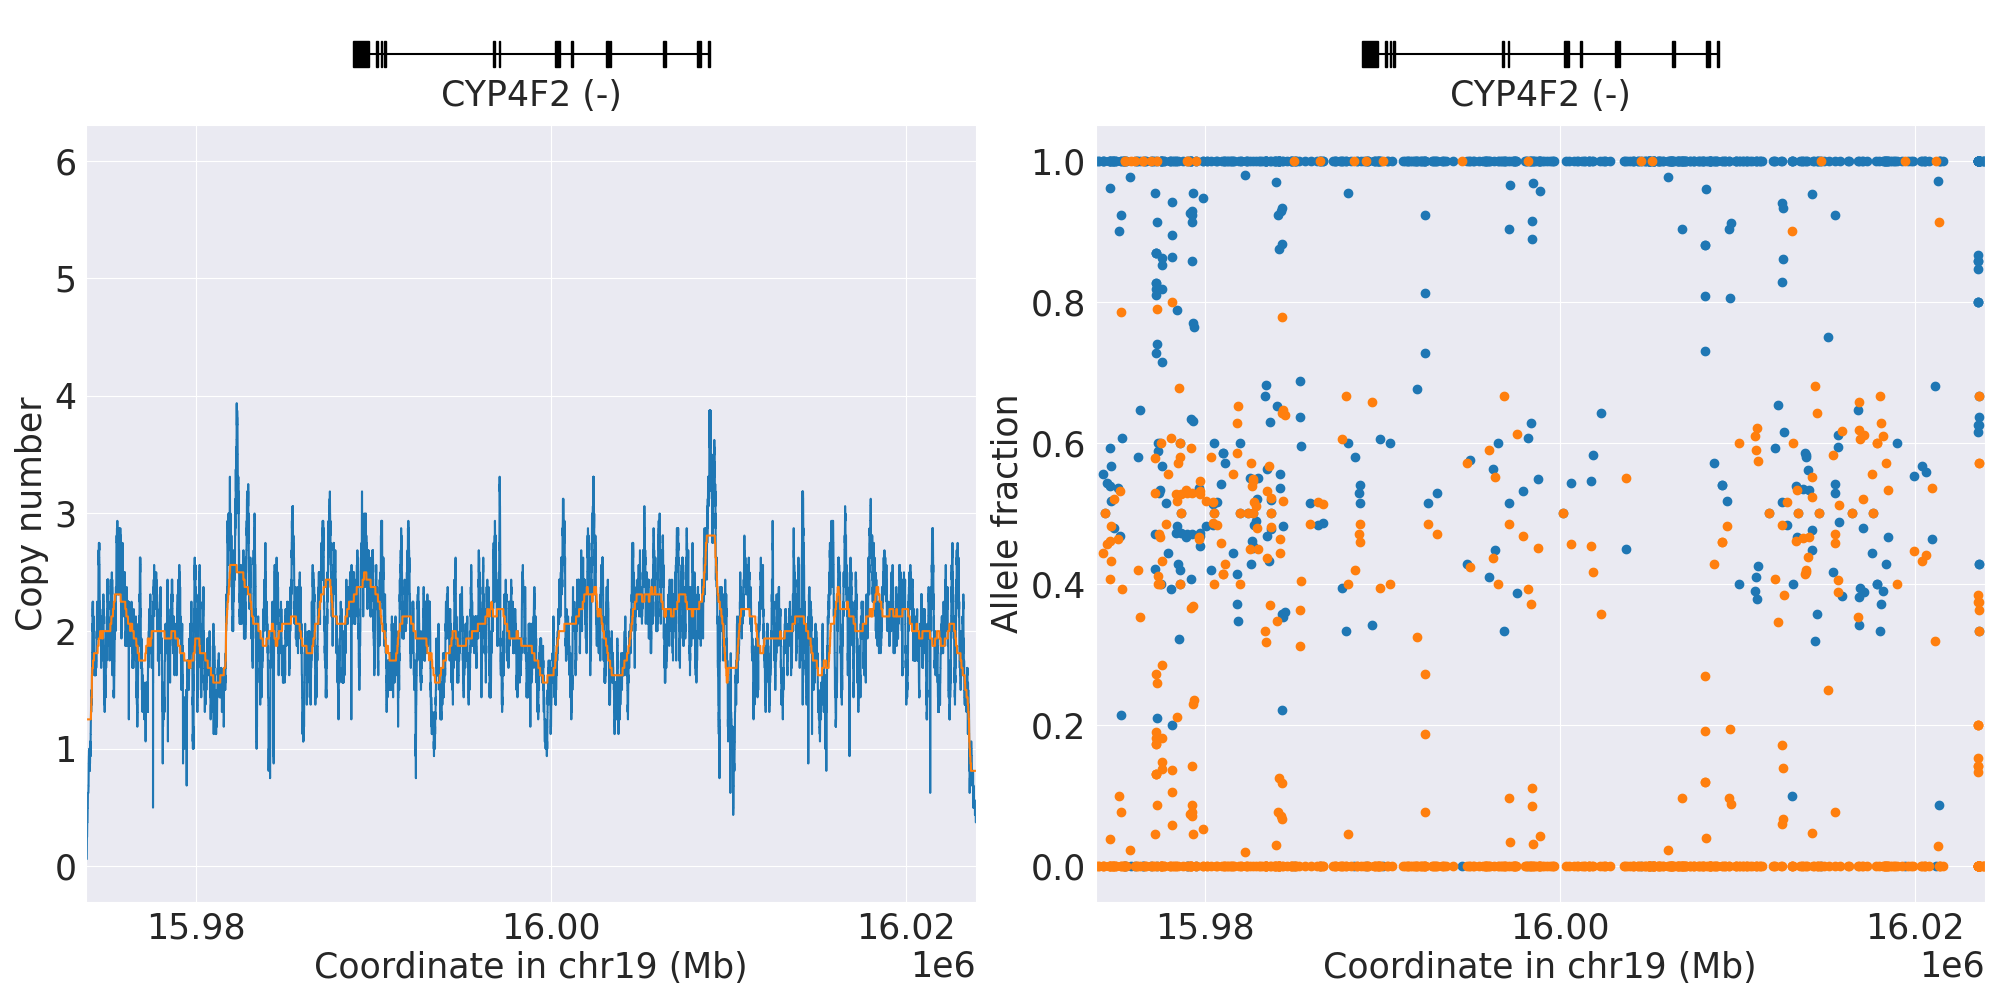 CYP4F2 (-)
6
5
4
3
2
1
0
Copy number
15.98
16.00
16.02
Coordinate in chr19 (Mb)
1e6
CYP4F2 (-)
1.0
0.8
0.6
0.4
0.2
0.0
Allele fraction
15.98
16.00
16.02
Coordinate in chr19 (Mb)
1e6